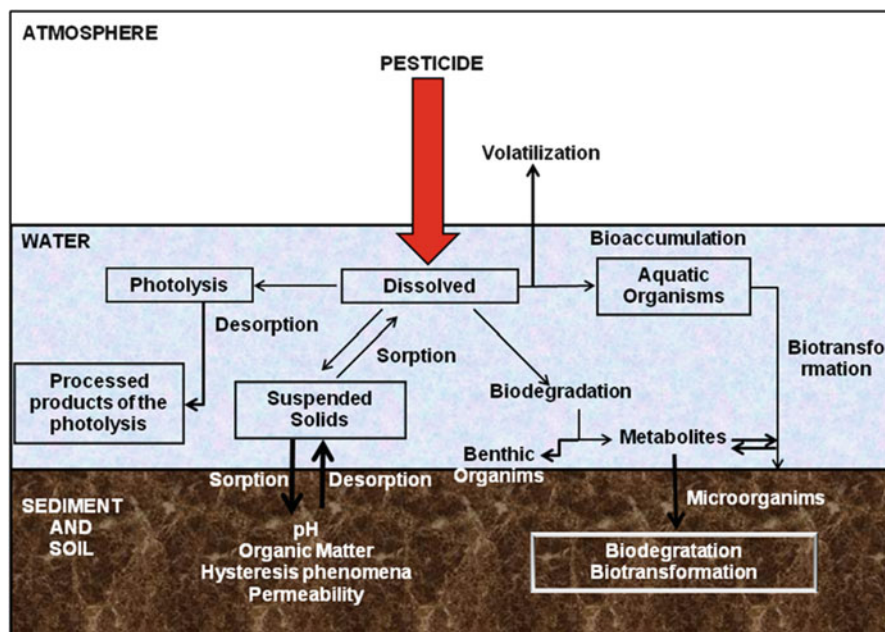 ATMOSPHERE
PESTICIDE
Volatilization
WATER
Bioaccumulation
Photolysis
Dissolved
Aquatic
Organisms
Desorption
Sorption
Biotransfo
rmation
Processed
products of the
photolysis
Suspended
Solids
Biodegradation
Benthic
Organims
Metabolites
Sorption
Desorption
Microorganims
SEDIMENT
AND
SOIL
pH
Organic Matter
Hysteresis phenomena
Permeability
Biodegratation
Biotransformation